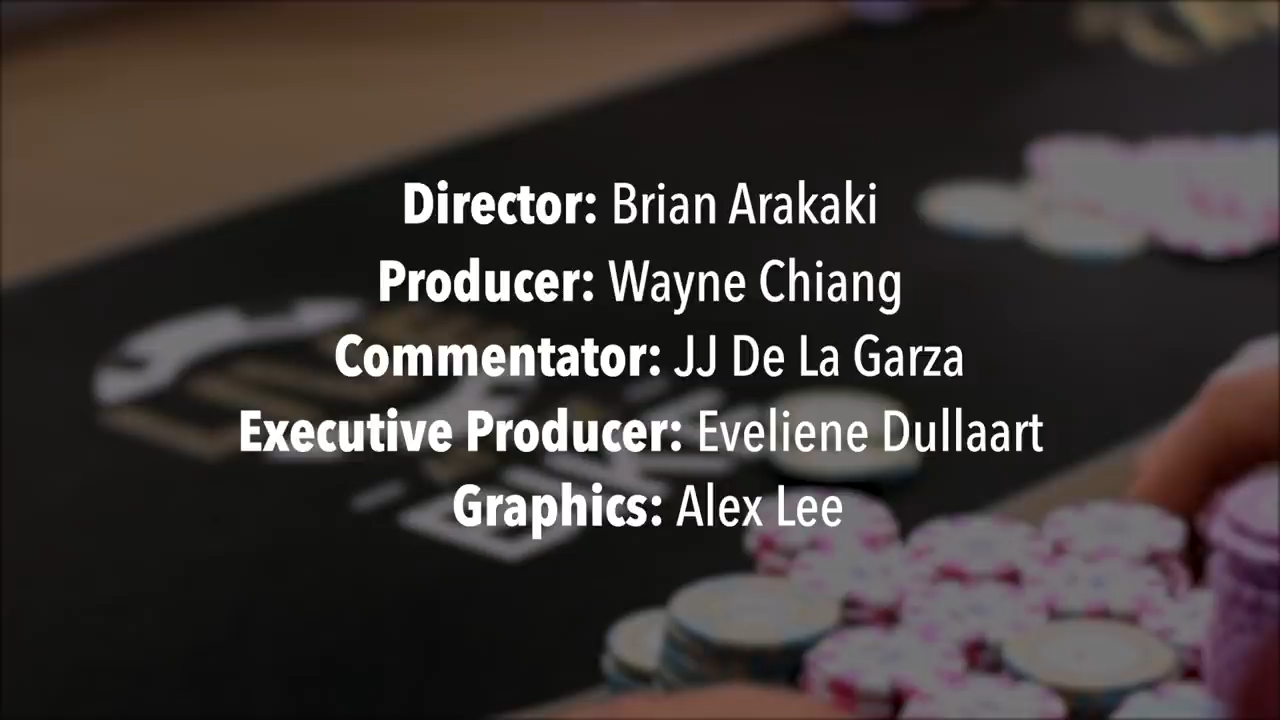 Director: Brian Arakaki
Producer: Wayne Chiang
Commentator: JJ De La Garza
Executive Producer: Eveliene Dullaart
Graphics: Alex Lee